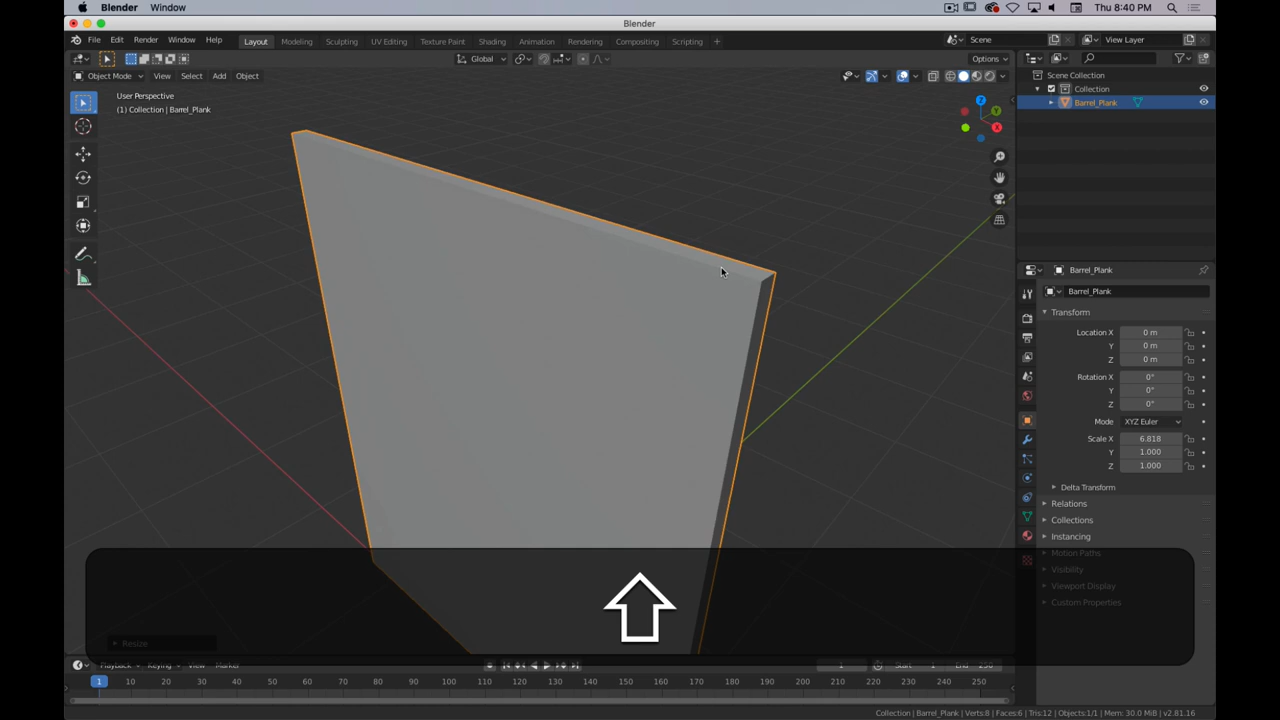 Blender Window Thu 8:40 PM
Blender
File Edit Render Window Help Layout Modeling Sculpting UV Editing Texture Paint Shading Animation Rendering Compositing Scripting + Scene View Layer
Global Options
Object Mode View Select Add Object
Scene Collection
User Perspective
Collection
(1) Collection | Barrel_Plank
Barrel_Plank
Z
Y
X
Barrel_Plank
Barrel_Plank
Transform
Location X 0 m
Y 0 m
Z 0 m
Rotation X 0°
Y 0°
Z 0°
Mode XYZ Euler
Scale X 6.818
Y 1.000
Z 1.000
Delta Transform
Relations
Collections
Instancing
Motion Paths
Visibility
Viewport Display
Custom Properties
Resize
Playback Keying View Marker 1 Start 1 End 250
1 10 20 30 40 50 60 70 80 90 100 110 120 130 140 150 160 170 180 190 200 210 220 230 240 250
Collection | Barrel_Plank | Verts:8 | Faces:6 | Tris:12 | Objects:1/1 | Mem: 30.0 MiB | v2.81.16